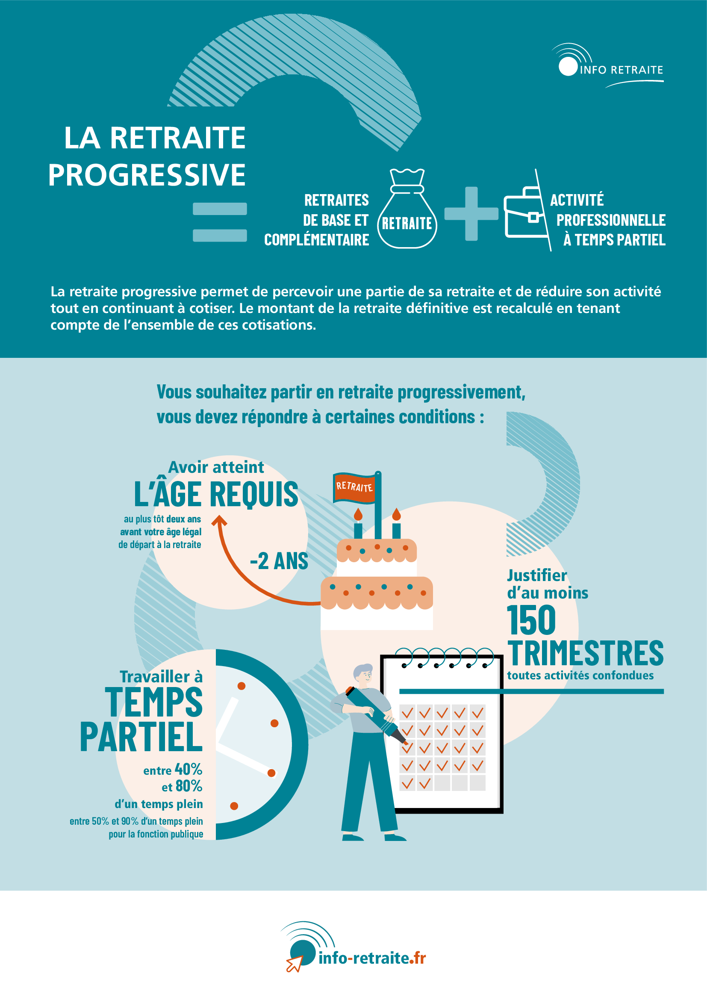 INFO RETRAITE
LA RETRAITE
PROGRESSIVE
RETRAITES
DE BASE ET
COMPLÉMENTAIRE
RETRAITE
ACTIVITÉ
PROFESSIONNELLE
À TEMPS PARTIEL
La retraite progressive permet de percevoir une partie de sa retraite et de réduire son activité
tout en continuant à cotiser. Le montant de la retraite définitive est recalculé en tenant
compte de l’ensemble de ces cotisations.
Vous souhaitez partir en retraite progressivement,
vous devez répondre à certaines conditions :
Avoir atteint
L’ÂGE REQUIS
au plus tôt deux ans
avant votre âge légal
de départ à la retraite
-2 ANS
RETRAITE
Justifier
d’au moins
150
TRIMESTRES
toutes activités confondues
Travailler à
TEMPS
PARTIEL
entre 40%
et 80%
d’un temps plein
entre 50% et 90% d’un temps plein
pour la fonction publique
info-retraite.fr